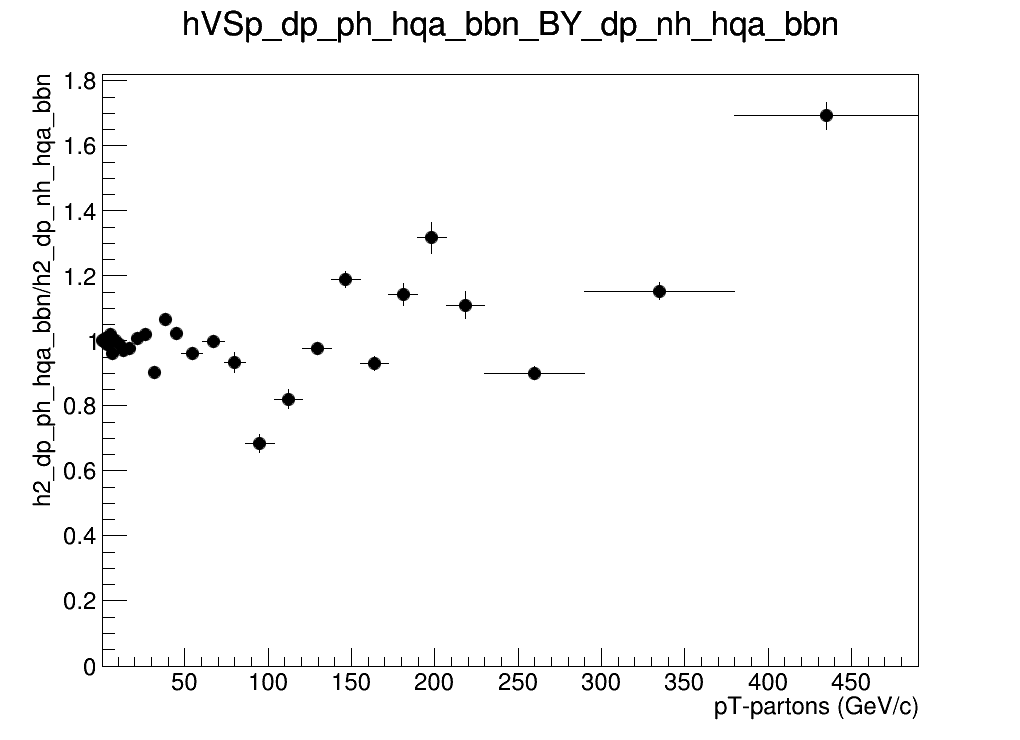 hVSp_dp_ph_hqa_bbn_BY_dp_nh_hqa_bbn
h2_dp_ph_hqa_bbn/h2_dp_nh_hqa_bbn
1.8
1.6
1.4
1.2
1
0.8
0.6
0.4
0.2
0
50 100 150 200 250 300 350 400 450
pT-partons (GeV/c)